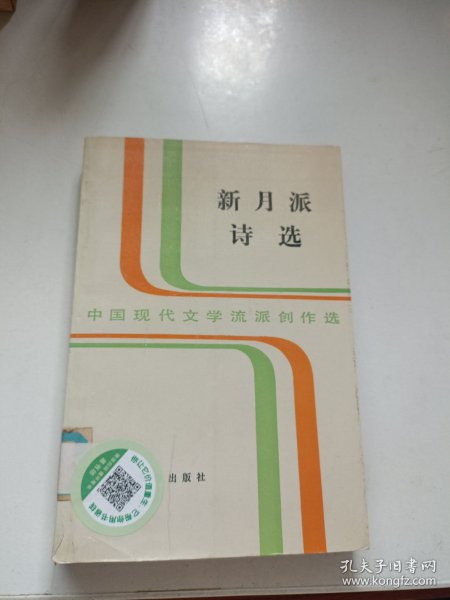 新月派
诗选
中国现代文学流派创作选
出版社
孔夫子旧书网
www.kongfz.com